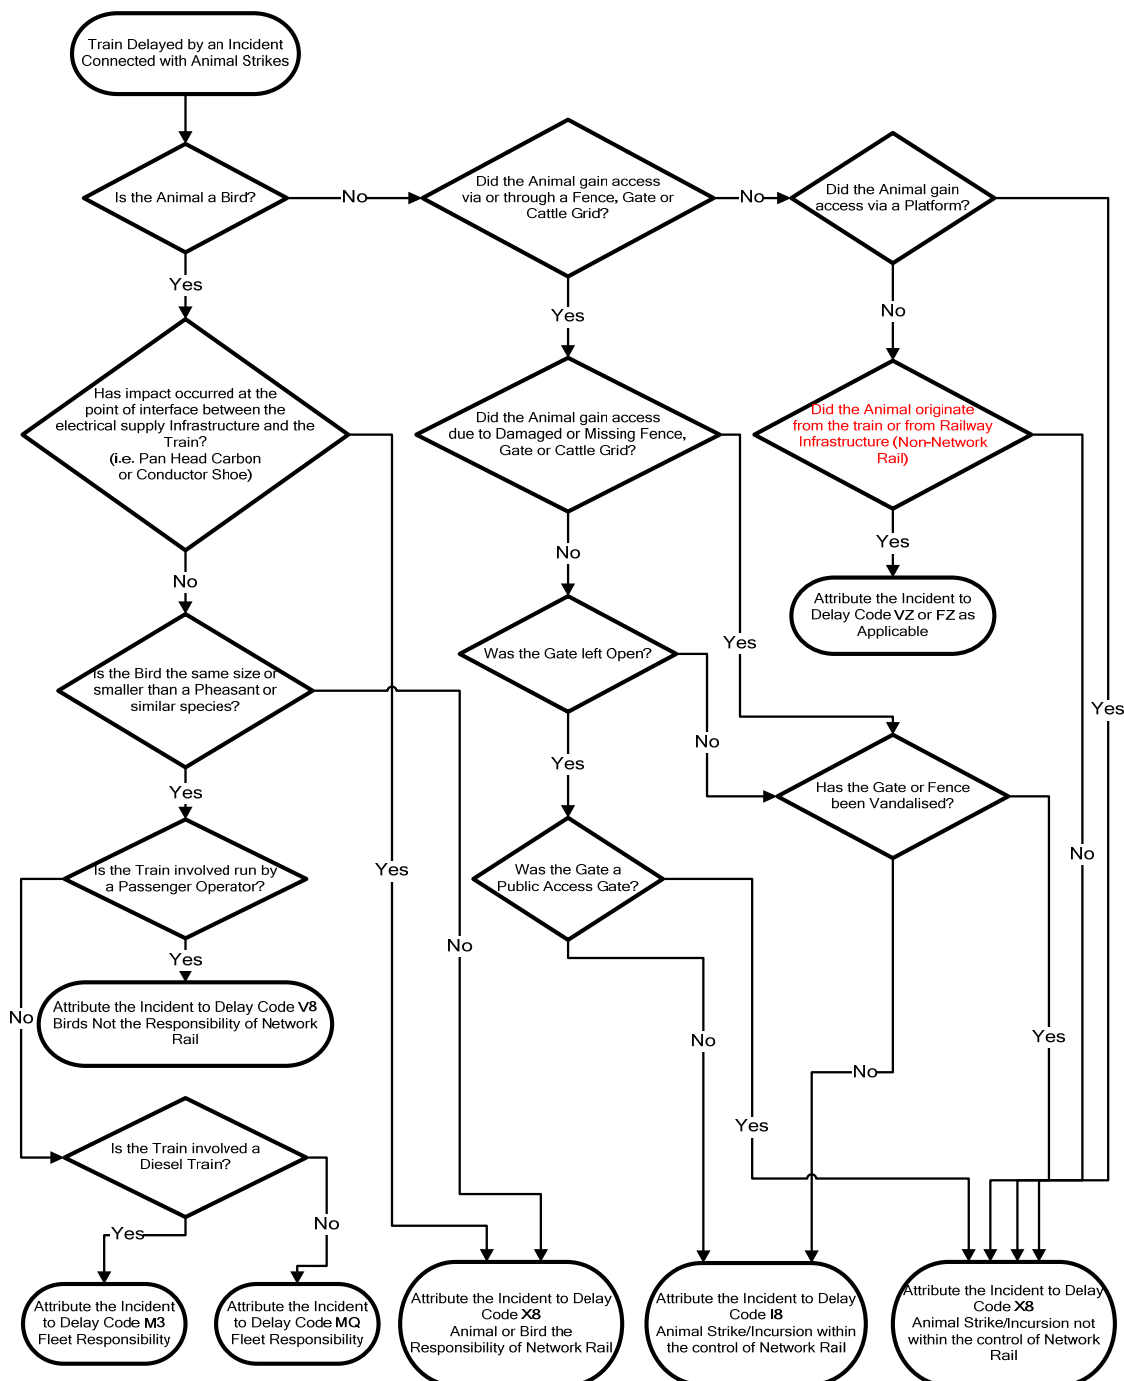 Train Delayed by an Incident
Connected with Animal Strikes
Is the Animal a Bird?
No
Did the Animal gain access
via or through a Fence, Gate or
Cattle Grid?
No
Did the Animal gain
access via a Platform?
Yes
Yes
No
Has impact occurred at the
point of interface between the
electrical supply Infrastructure and the
Train?
(i.e. Pan Head Carbon
or Conductor Shoe)
Did the Animal gain access
due to Damaged or Missing Fence,
Gate or Cattle Grid?
Did the Animal originate
from the train or from Railway
Infrastructure (Non-Network
Rail)
No
No
Yes
Attribute the Incident to
Delay Code VZ or FZ as
Applicable
Is the Bird the same size or
smaller than a Pheasant or
similar species?
Was the Gate left Open?
Yes
Yes
No
Yes
Yes
Has the Gate or Fence
been Vandalised?
Is the Train involved run by
a Passenger Operator?
Yes
Was the Gate a
Public Access Gate?
No
No
Yes
Attribute the Incident to Delay Code V8
Birds Not the Responsibility of Network
Rail
No
No
Yes
No
Yes
Is the Train involved a
Diesel Train?
Yes
No
Attribute the Incident
to Delay Code M3
Fleet Responsibility
Attribute the Incident
to Delay Code MQ
Fleet Responsibility
Attribute the Incident to Delay
Code X8
Animal or Bird the
Responsibility of Network Rail
Attribute the Incident to Delay
Code I8
Animal Strike/Incursion within
the control of Network Rail
Attribute the Incident to Delay
Code X8
Animal Strike/Incursion not
within the control of Network
Rail